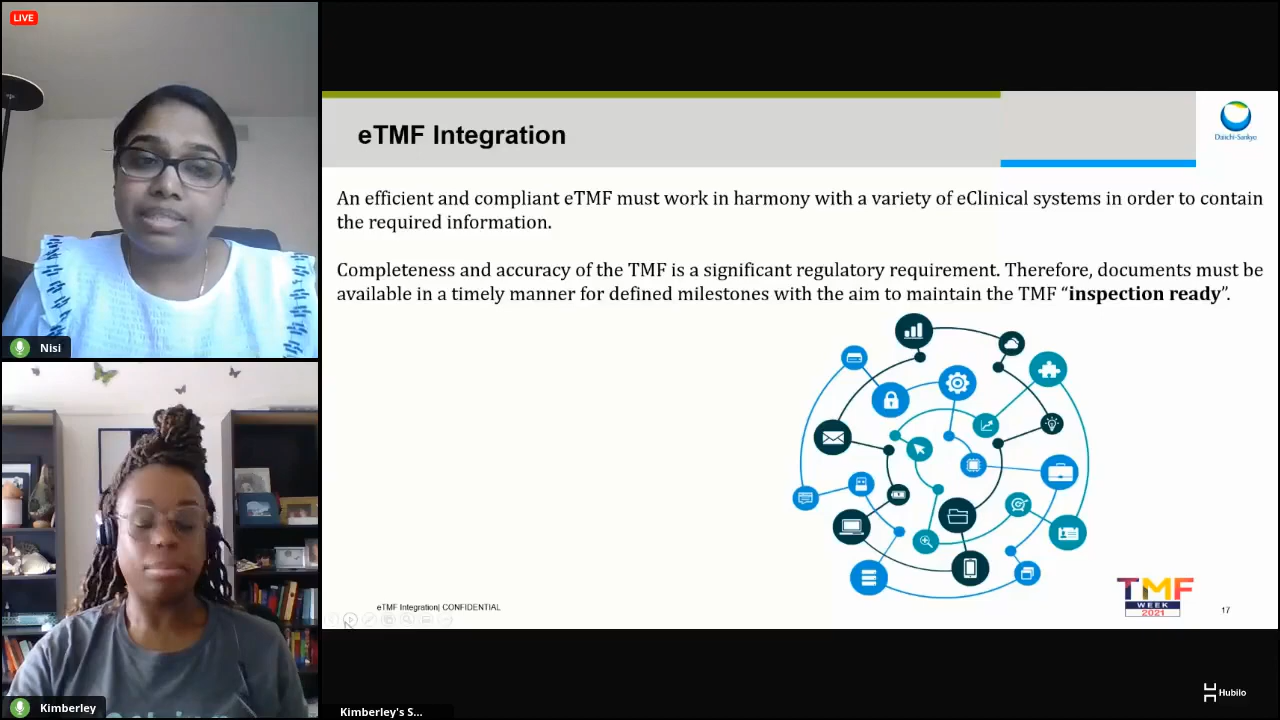 LIVE
Nisi
Kimberley
eTMF Integration
Daiichi-Sankyo
An efficient and compliant eTMF must work in harmony with a variety of eClinical systems in order to contain
the required information.
Completeness and accuracy of the TMF is a significant regulatory requirement. Therefore, documents must be
available in a timely manner for defined milestones with the aim to maintain the TMF “inspection ready”.
eTMF Integration| CONFIDENTIAL
TMF
WEEK
2021
17
Kimberley's S...
Hubilo